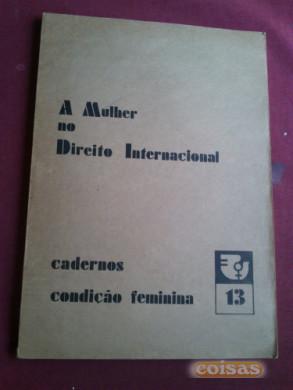 A Mulher
no
Direito Internacional
cadernos
condição feminina
13
coisas